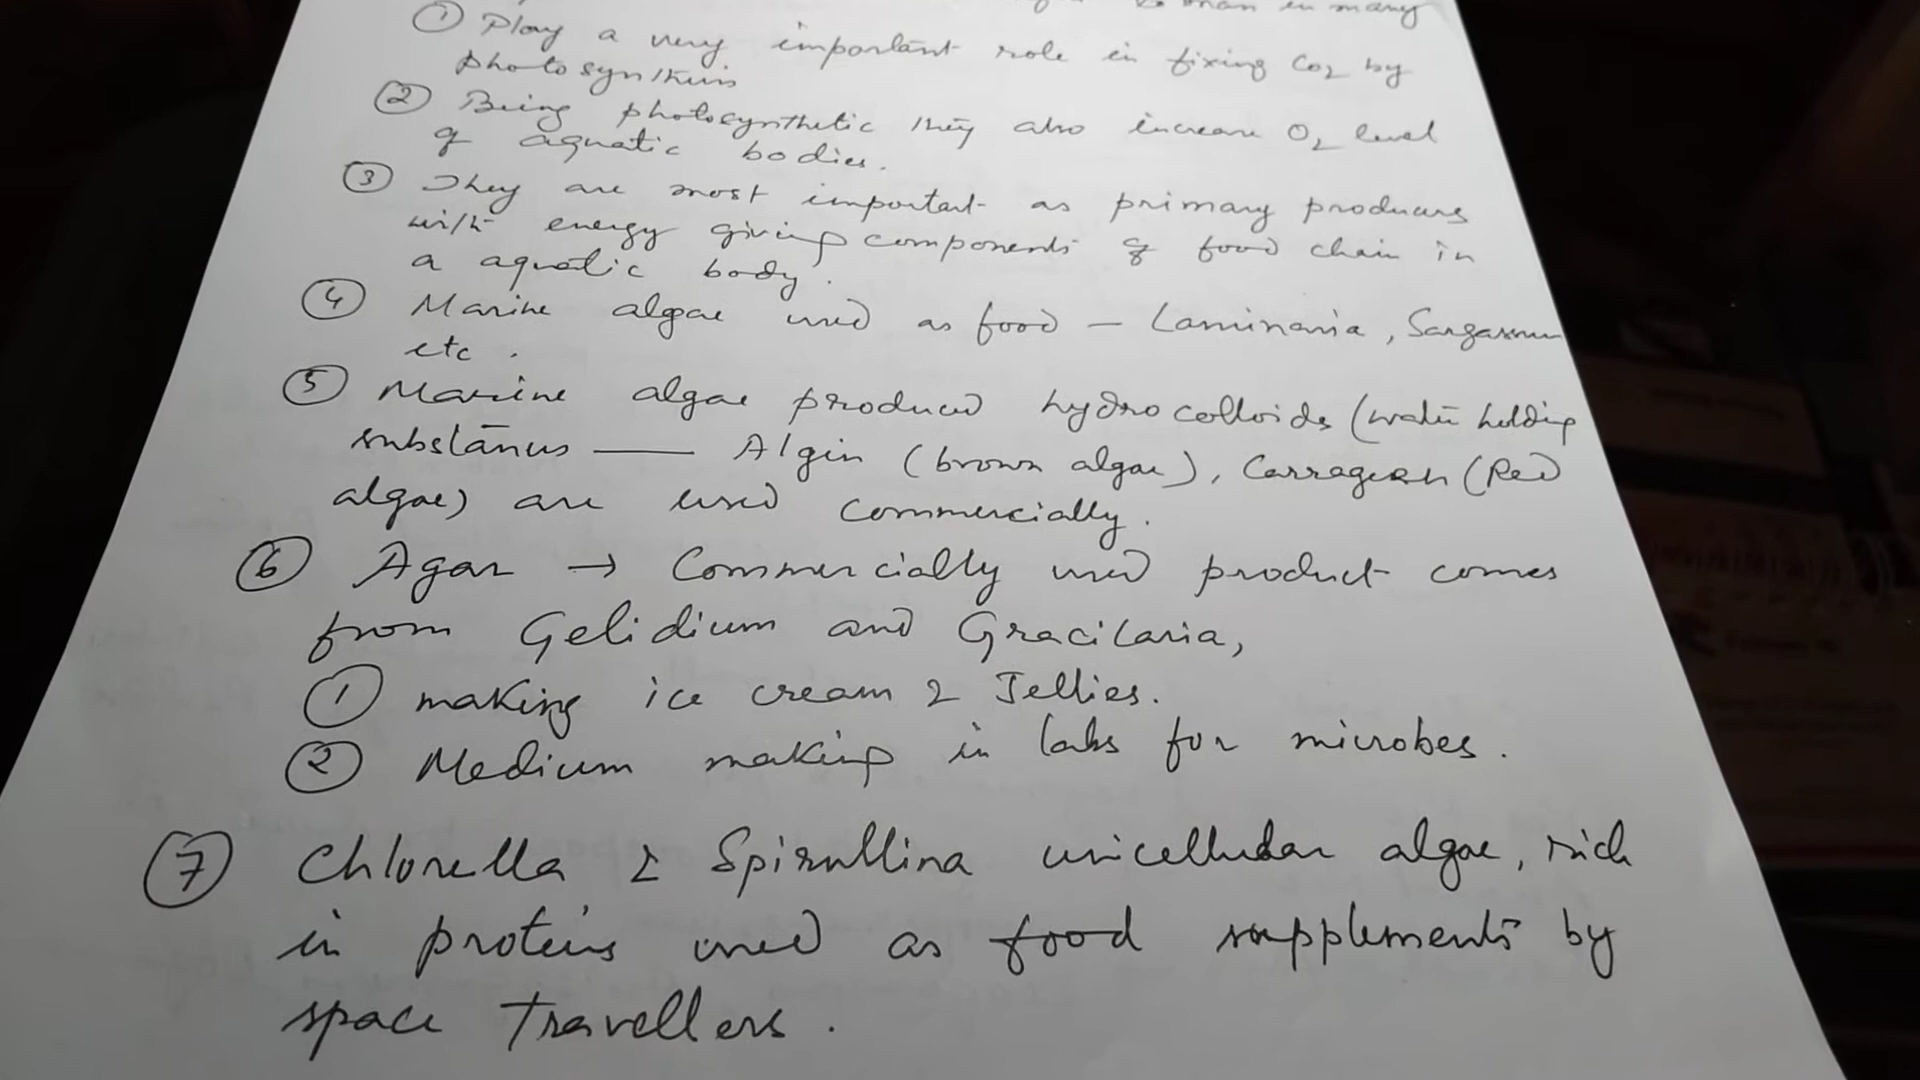 to man in many
① Play a very important role in fixing CO2 by
photosynthesis
② Being photosynthetic they also increase O2 level
of aquatic bodies.
③ They are most important as primary producers
with energy giving components of food chain in
a aquatic body.
④ Marine algae used as food – Laminaria, Sargassum
etc.
⑤ Marine algae produced hydrocolloids (water holding
substances — Algin (brown algae), Carragean (Red
algae) are used commercially.
⑥ Agar → Commercially used product comes
from Gelidium and Gracilaria,
① making ice cream & Jellies.
② Medium making in labs for microbes.
⑦ Chlorella & Spirullina unicellular algae, rich
in proteins used as food supplements by
space Travellers.